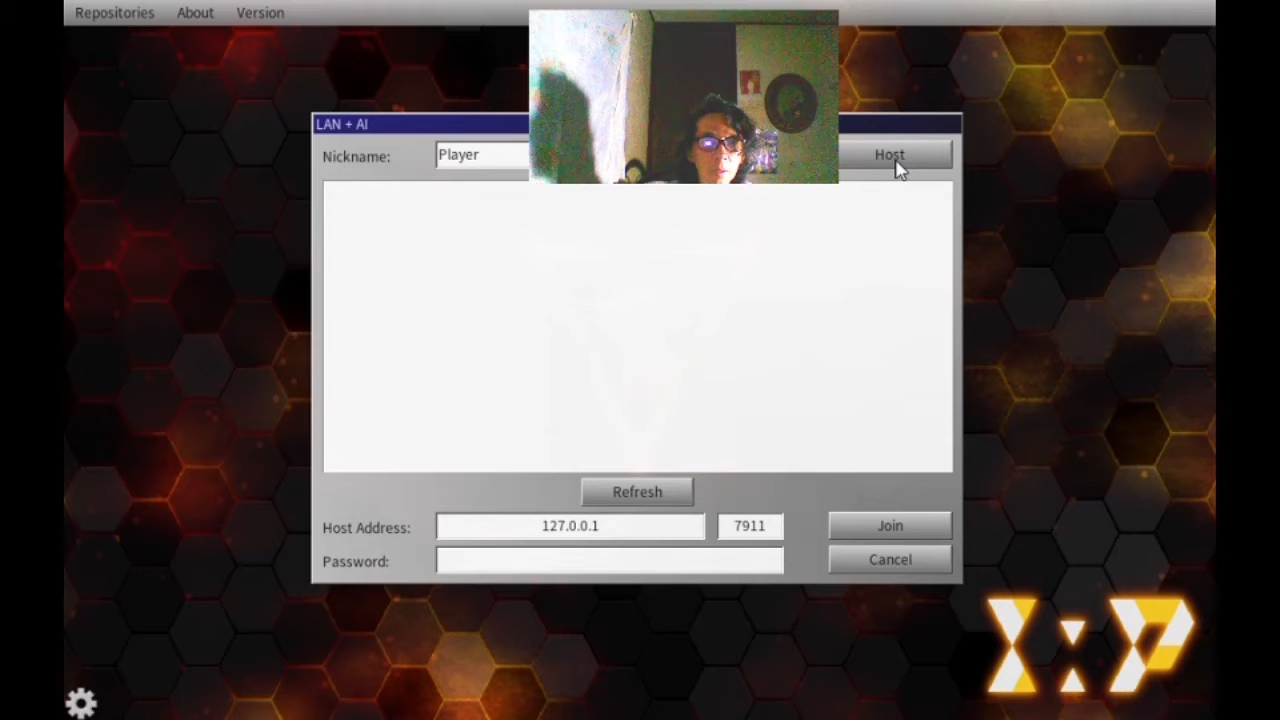 Repositories About Version
LAN + AI
Nickname: Player Host
Refresh
Host Address: 127.0.0.1 7911 Join
Password: Cancel